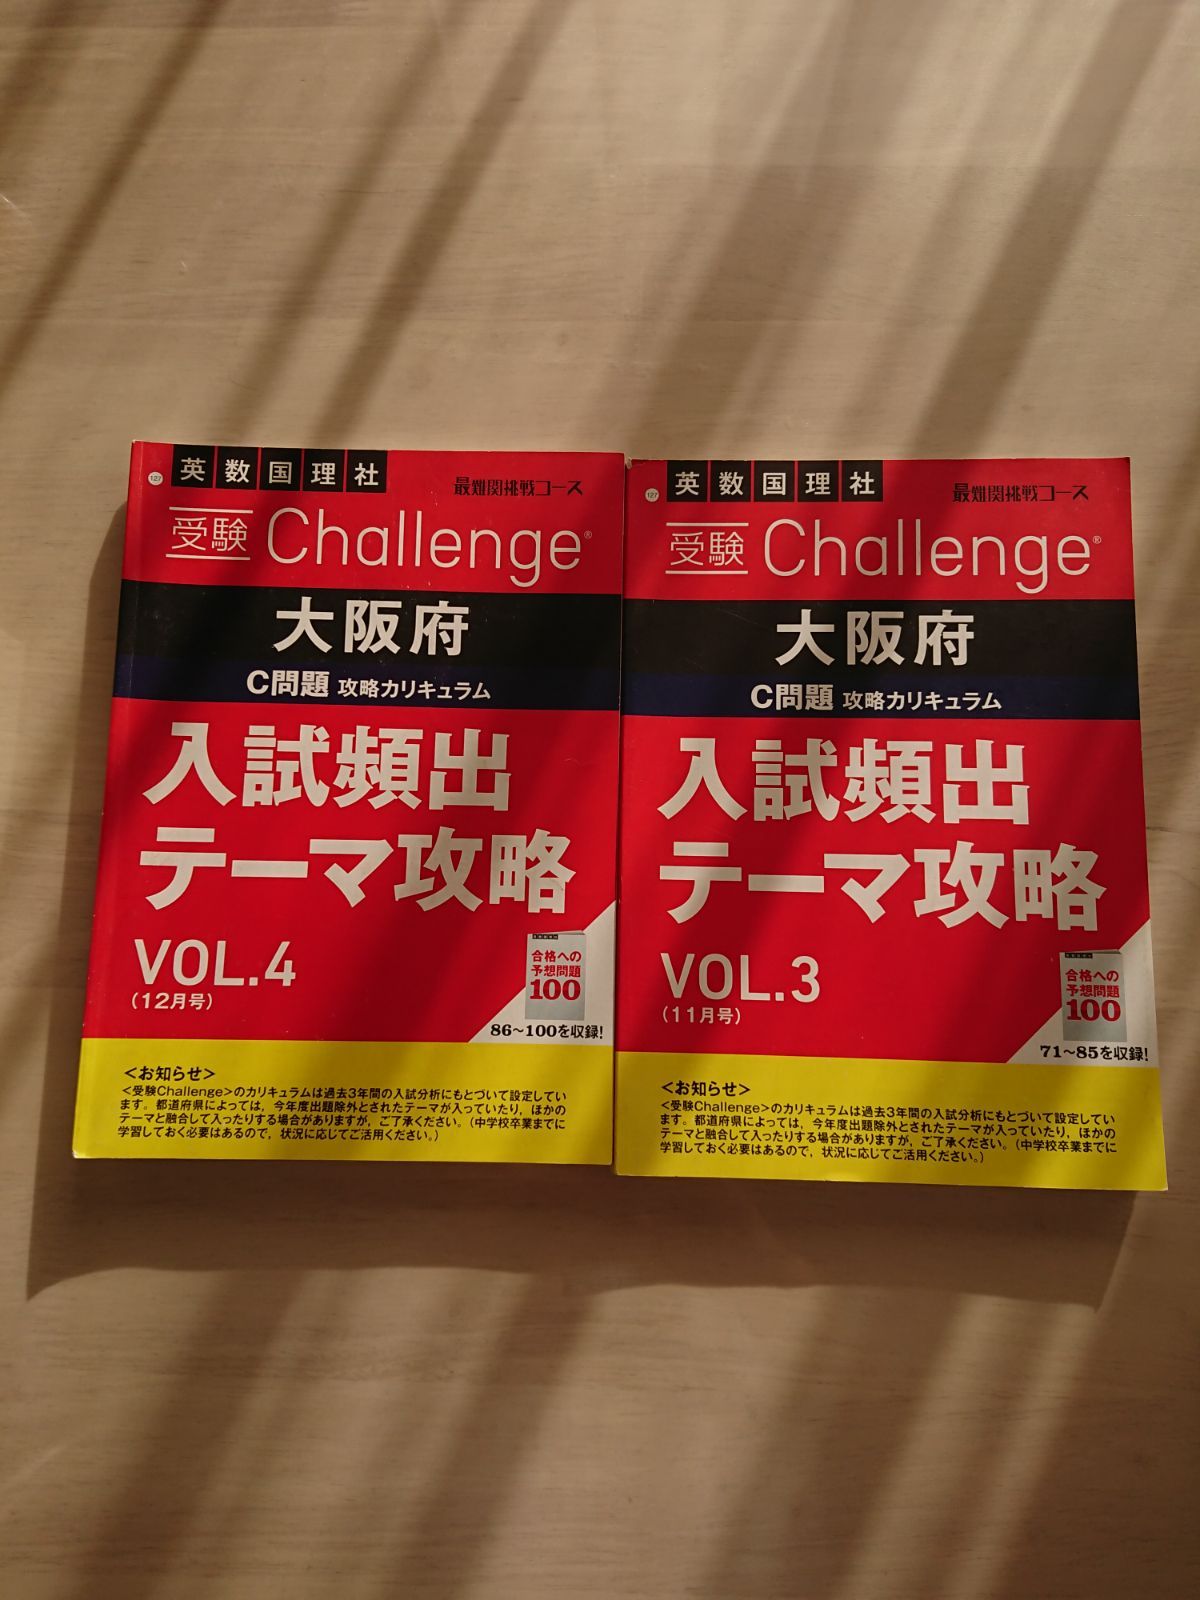 127
英数国理社
最難関挑戦コース
受験 Challenge®
大阪府
C問題 攻略カリキュラム
入試頻出
テーマ攻略
VOL.4
(12月号)
合格への
予想問題
100
86〜100を収録!
<お知らせ>
<受験Challenge>のカリキュラムは過去3年間の入試分析にもとづいて設定してい
ます。都道府県によっては,今年度出題除外とされたテーマが入っていたり,ほかの
テーマと融合して入ったりする場合がありますが,ご了承ください。(中学校卒業までに
学習しておく必要はあるので,状況に応じてご活用ください。)
127
英数国理社
最難関挑戦コース
受験 Challenge®
大阪府
C問題 攻略カリキュラム
入試頻出
テーマ攻略
VOL.3
(11月号)
合格への
予想問題
100
71〜85を収録!
<お知らせ>
<受験Challenge>のカリキュラムは過去3年間の入試分析にもとづいて設定してい
ます。都道府県によっては,今年度出題除外とされたテーマが入っていたり,ほかの
テーマと融合して入ったりする場合がありますが,ご了承ください。(中学校卒業までに
学習しておく必要はあるので,状況に応じてご活用ください。)